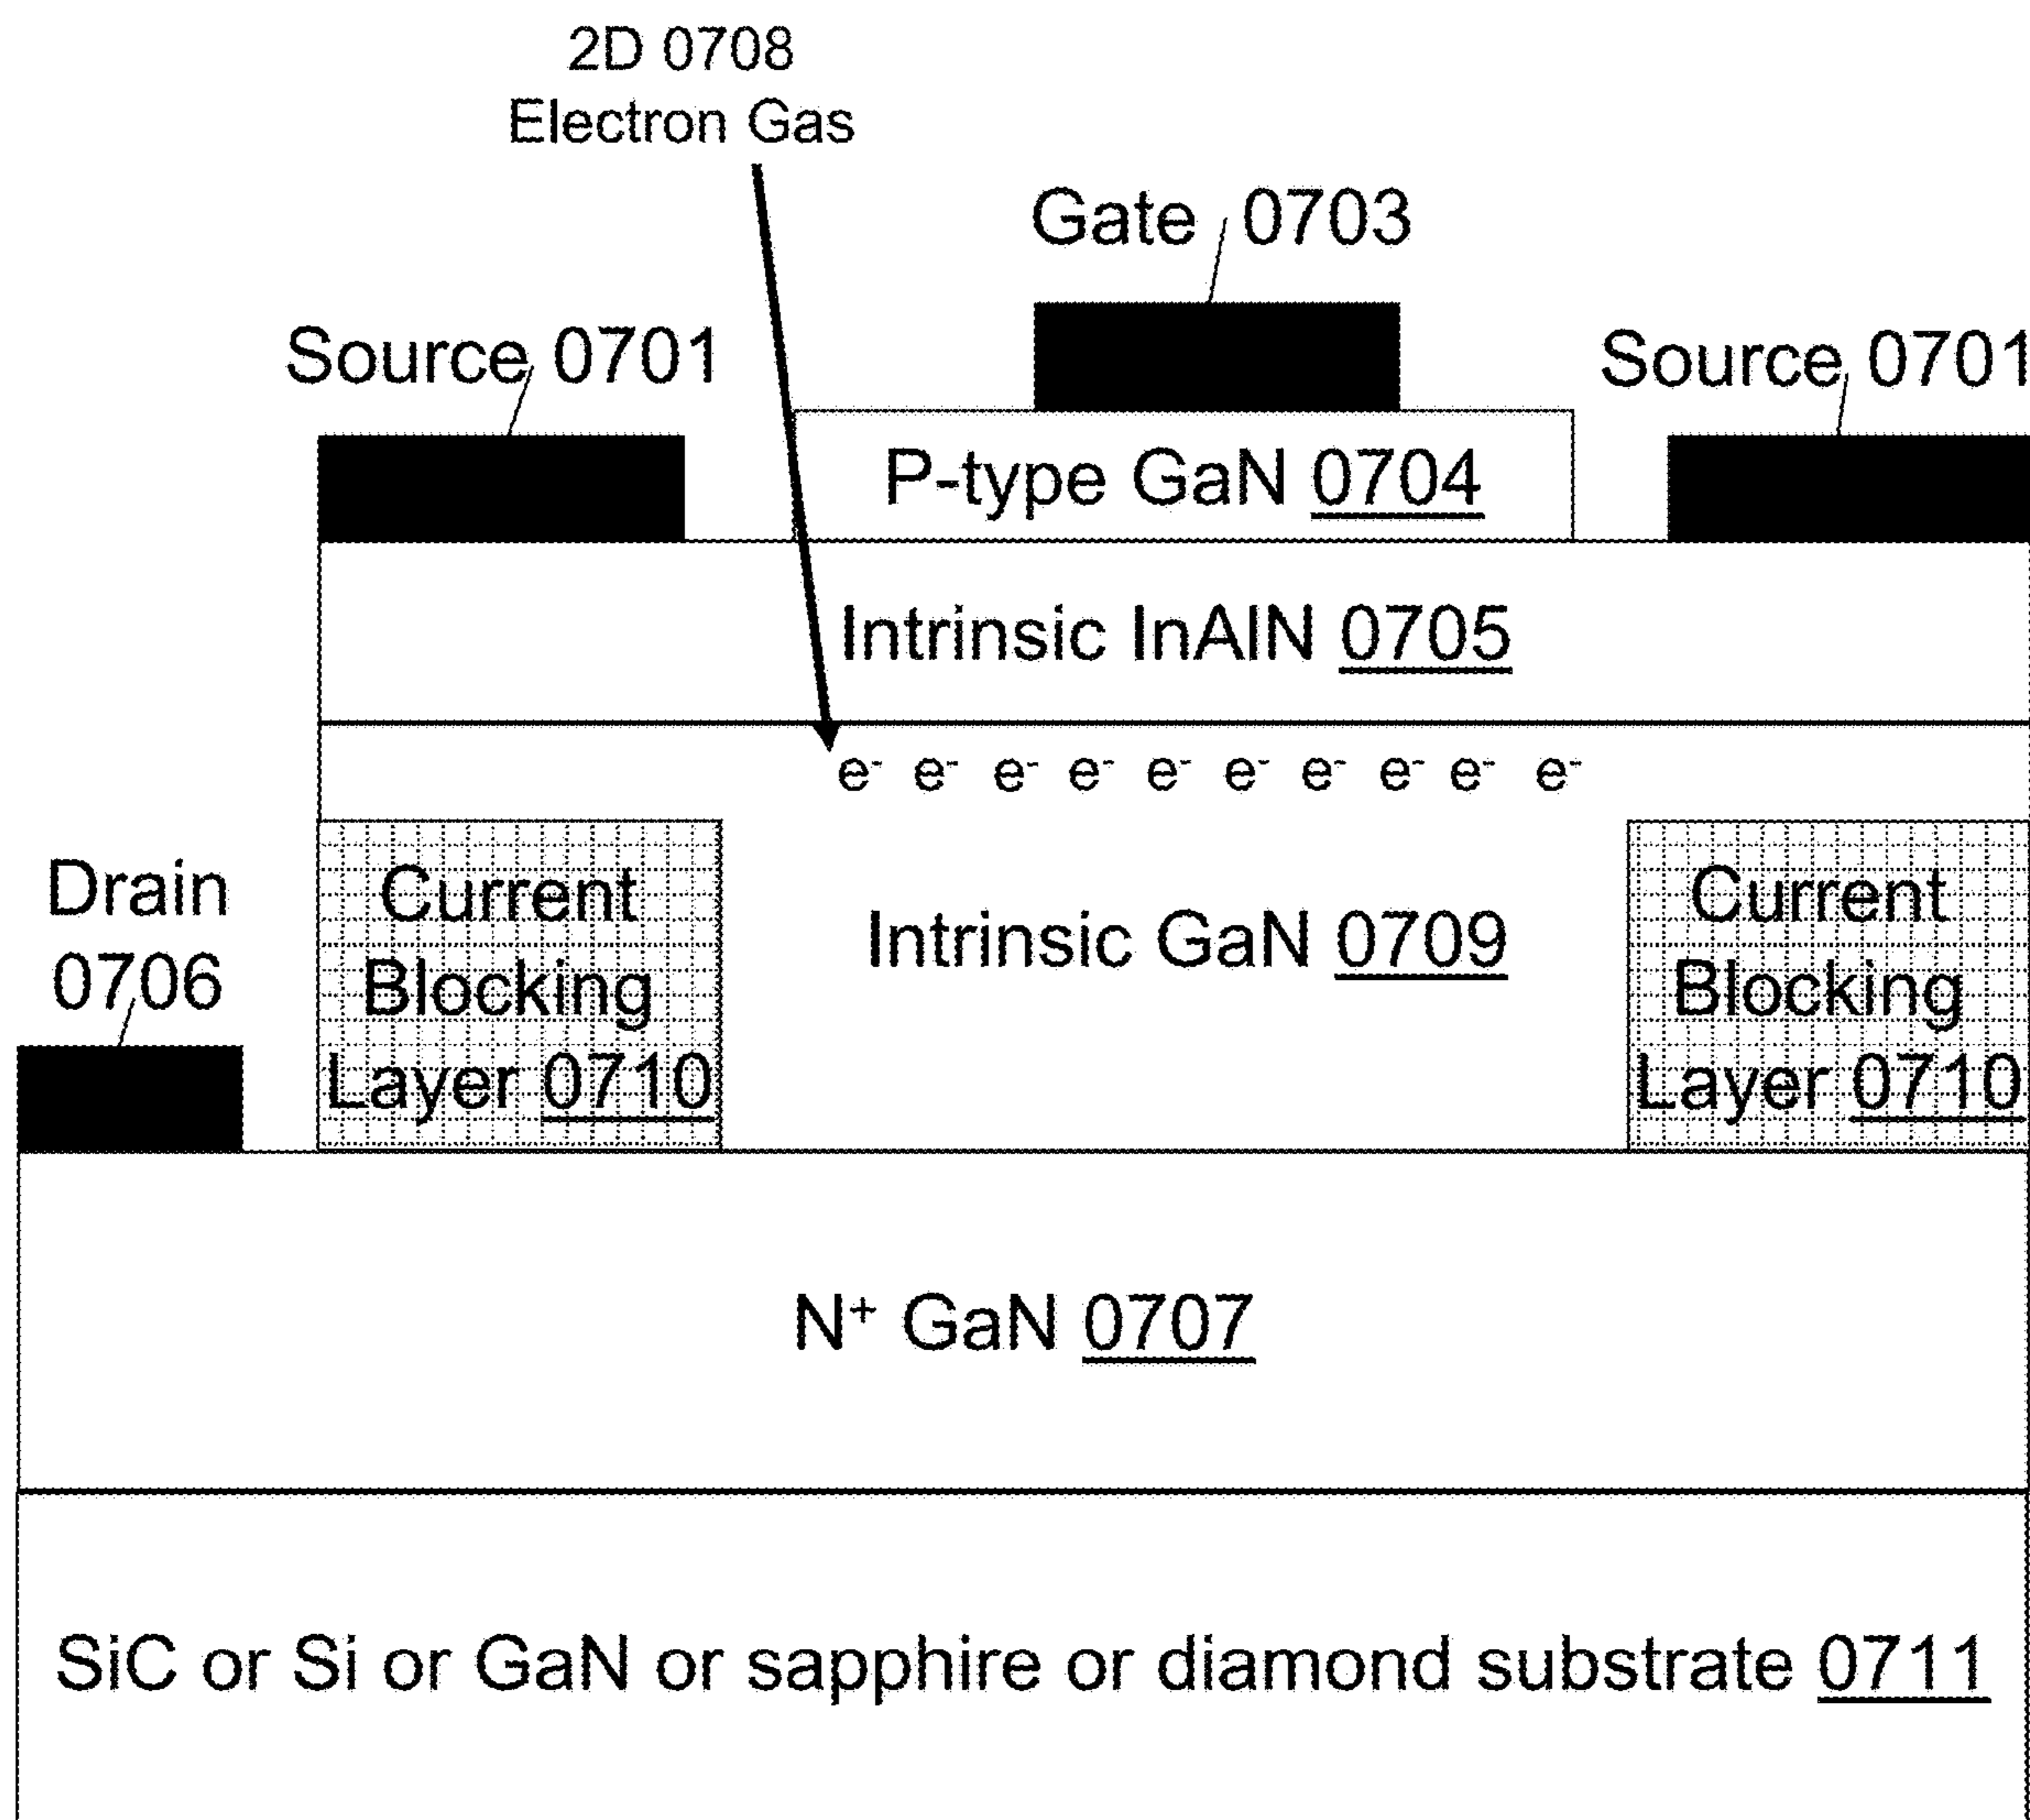 2D 0708
Electron Gas
Gate 0703
Source 0701
Source 0701
P-type GaN 0704
Intrinsic InAlN 0705
e⁻ e⁻ e⁻ e⁻ e⁻ e⁻ e⁻ e⁻ e⁻ e⁻
Drain
0706
Current
Blocking
Layer 0710
Intrinsic GaN 0709
Current
Blocking
Layer 0710
N⁺ GaN 0707
SiC or Si or GaN or sapphire or diamond substrate 0711